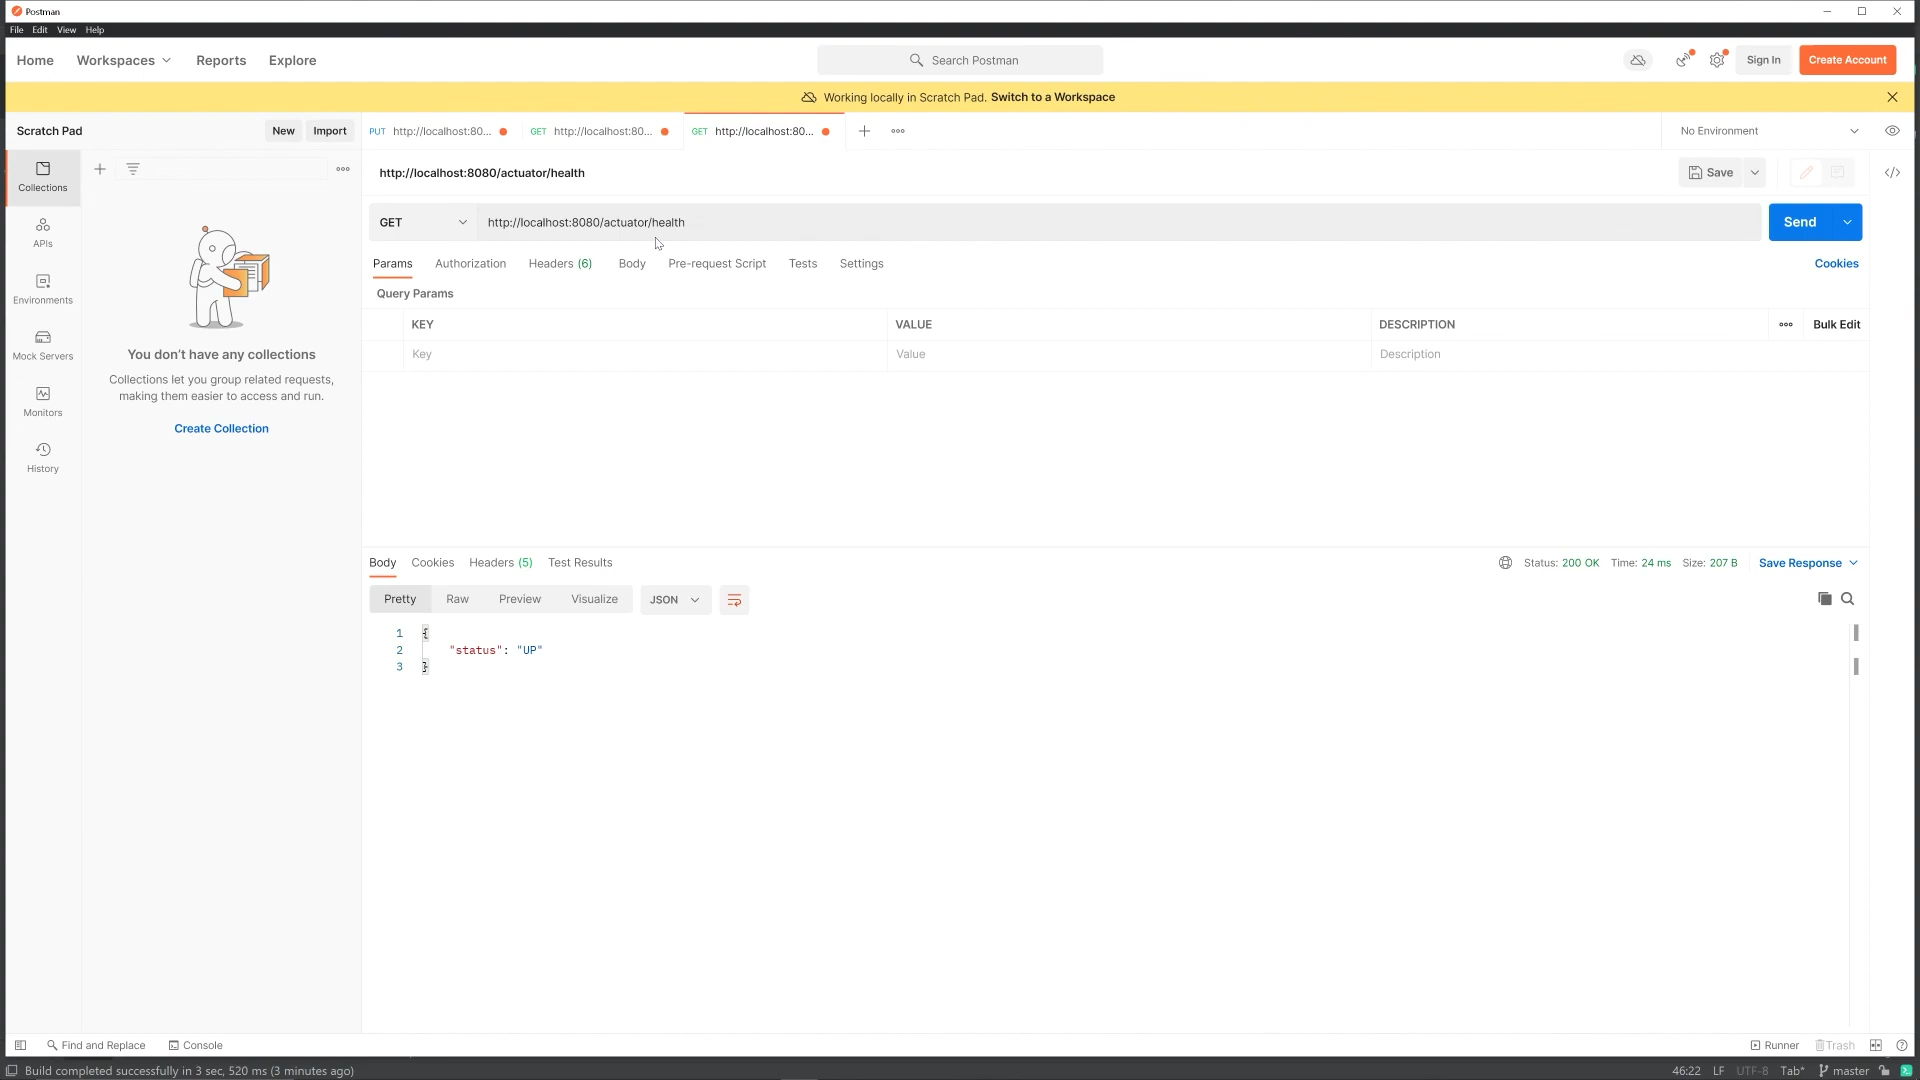 Postman
File Edit View Help
Home Workspaces Reports Explore
Search Postman
Sign In
Create Account
Working locally in Scratch Pad. Switch to a Workspace
Scratch Pad
New Import
PUT http://localhost:80...
GET http://localhost:80...
GET http://localhost:80...
No Environment
Collections
APIs
Environments
Mock Servers
Monitors
History
You don't have any collections
Collections let you group related requests,
making them easier to access and run.
Create Collection
http://localhost:8080/actuator/health
Save
GET http://localhost:8080/actuator/health
Send
Params Authorization Headers (6) Body Pre-request Script Tests Settings
Cookies
Query Params
KEY VALUE DESCRIPTION
Bulk Edit
Key Value Description
Body Cookies Headers (5) Test Results
Status: 200 OK Time: 24 ms Size: 207 B Save Response
Pretty Raw Preview Visualize JSON
1 {
2 "status": "UP"
3 }
Find and Replace Console
Runner Trash
Build completed successfully in 3 sec, 520 ms (3 minutes ago)
46:22 LF UTF-8 Tab* master